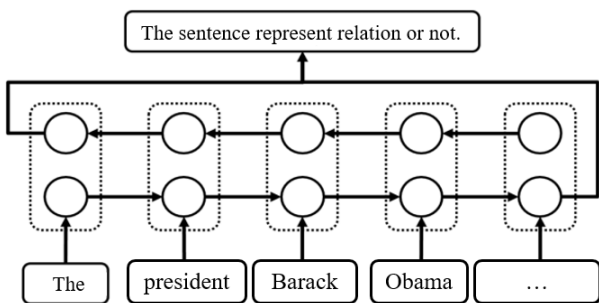 The sentence represent relation or not.
The president Barack Obama ...